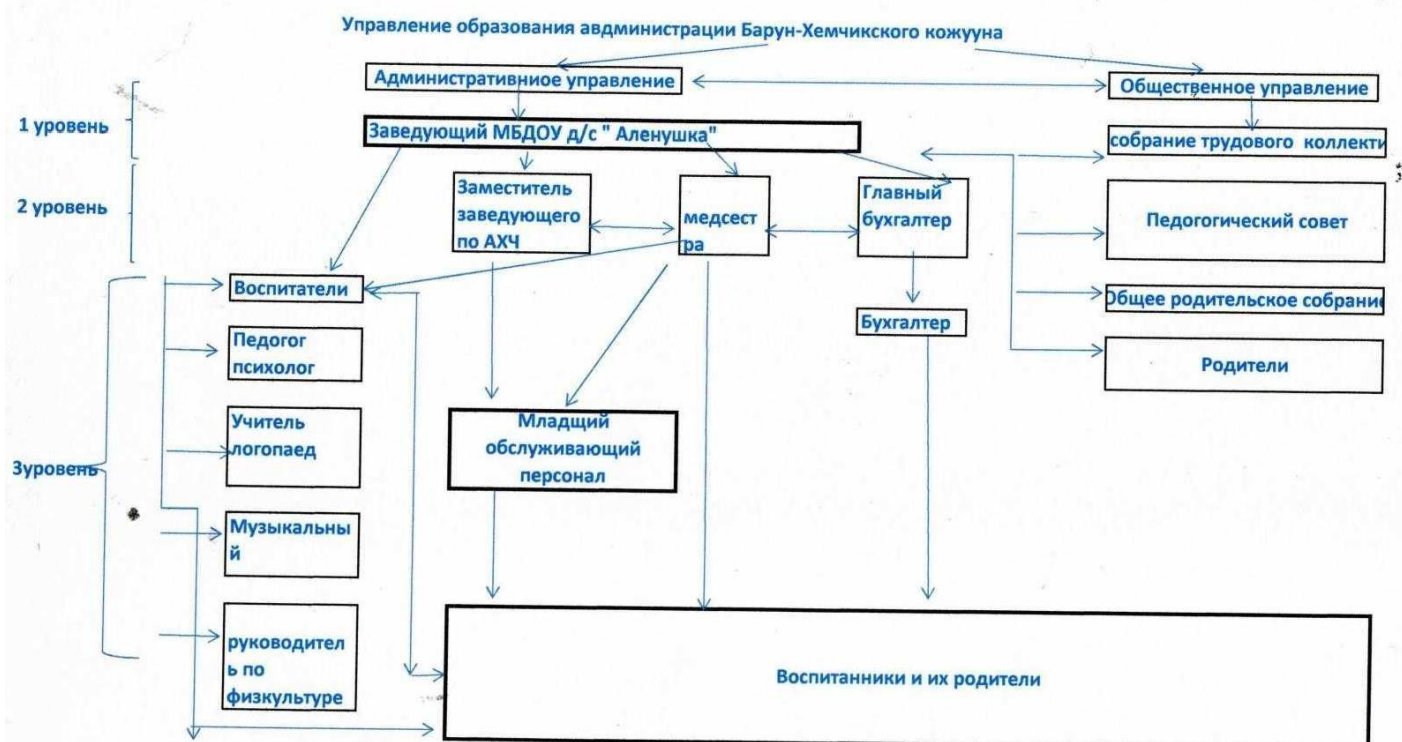 Управление образования авдминистрации Барун-Хемчикского кожууна
Административниое управление
Общественное управление
1 уровень
Заведующий МБДОУ д/с " Аленушка"
собрание трудового коллекти
2 уровень
Заместитель
заведующего
по АХЧ
медсест
ра
Главный
бухгалтер
Педогогический совет
Воспитатели
Общее родительское собрание
Бухгалтер
Педогог
психолог
Родители
Учитель
логопаед
Младщий
обслуживающий
персонал
3уровень
Музыкальны
й
руководител
ь по
физкультуре
Воспитанники и их родители